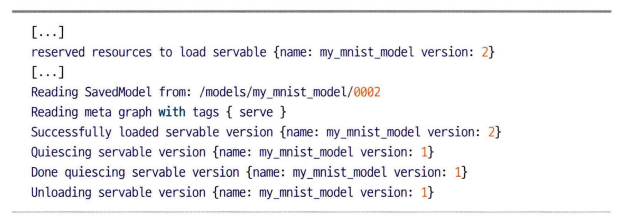 [...]
reserved resources to load servable {name: my_mnist_model version: 2}
[...]
Reading SavedModel from: /models/my_mnist_model/0002
Reading meta graph with tags { serve }
Successfully loaded servable version {name: my_mnist_model version: 2}
Quiescing servable version {name: my_mnist_model version: 1}
Done quiescing servable version {name: my_mnist_model version: 1}
Unloading servable version {name: my_mnist_model version: 1}